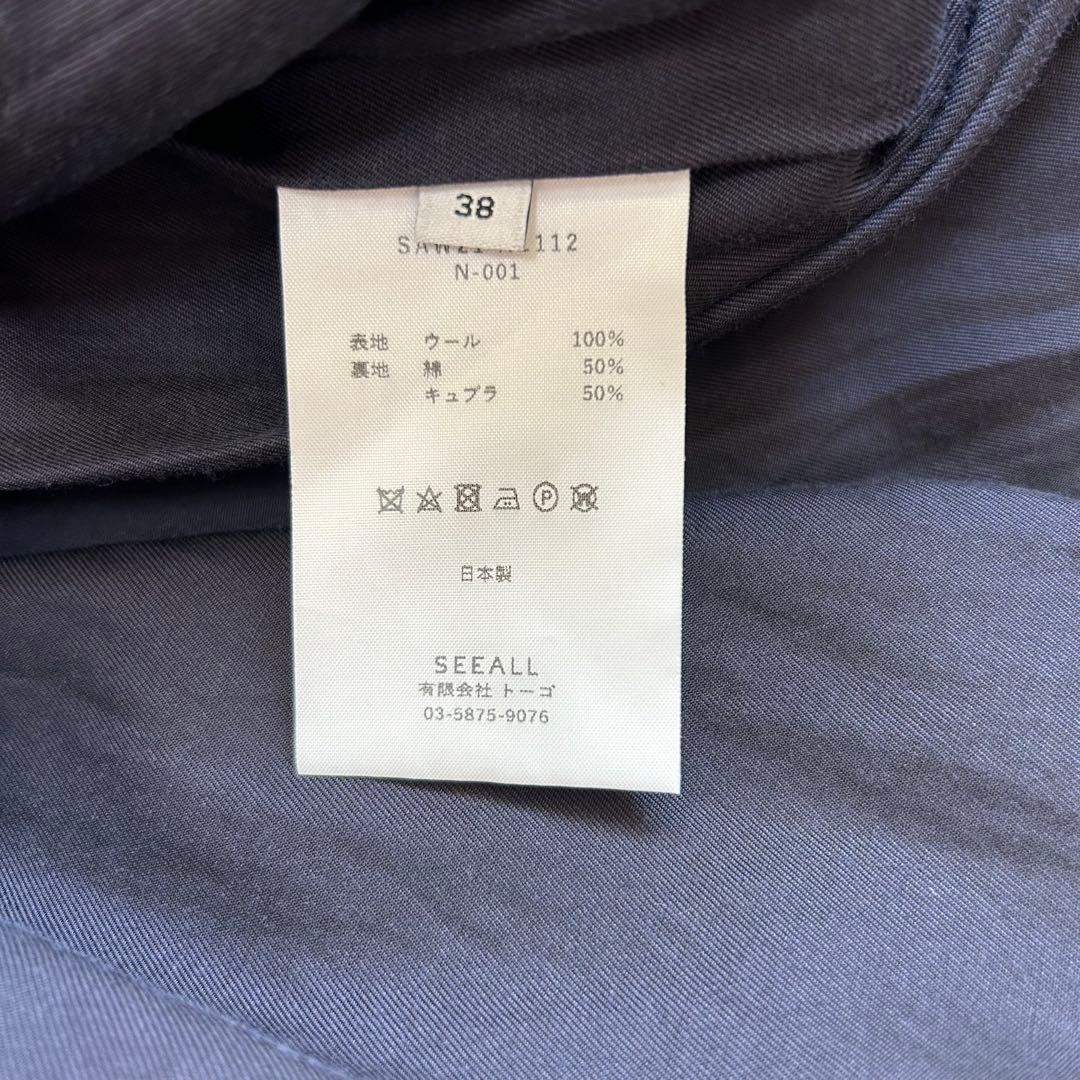 38
N-001
表地 ウール 100%
裏地 綿 50%
キュプラ 50%
日本製
SEEALL
有限会社 トーゴ
03-5875-9076